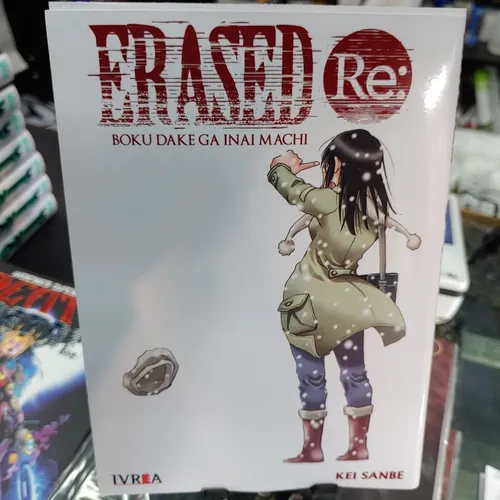 ERASED Re:
BOKU DAKE GA INAI MACHI
IVREA
KEI SANBE